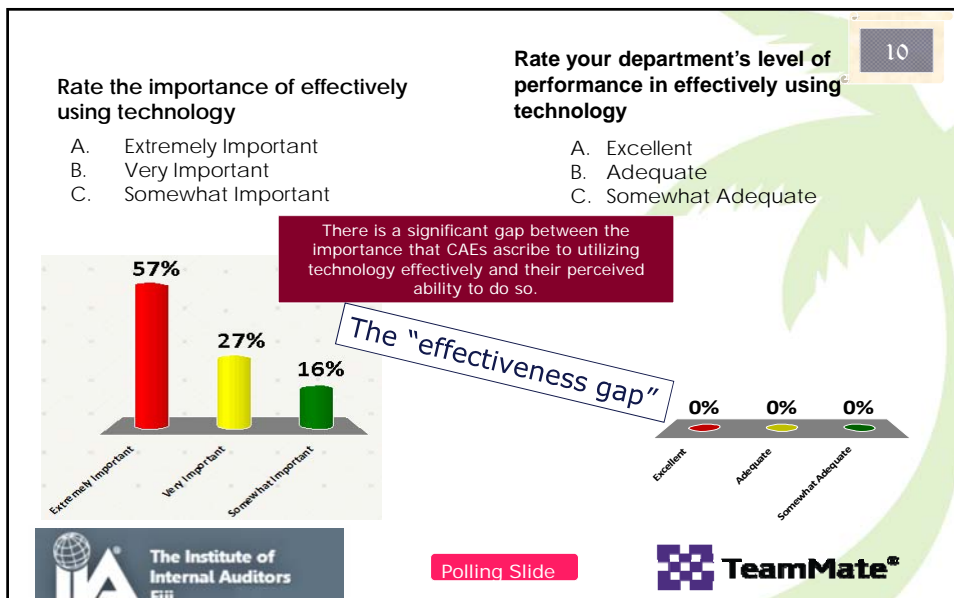 10
Rate the importance of effectively
using technology
A. Extremely Important
B. Very Important
C. Somewhat Important
Rate your department's level of
performance in effectively using
technology
A. Excellent
B. Adequate
C. Somewhat Adequate
There is a significant gap between the
importance that CAEs ascribe to utilizing
technology effectively and their perceived
ability to do so.
The "effectiveness gap"
57%
27%
16%
Extremely Important
Very Important
Somewhat Important
0%
0%
0%
Excellent
Adequate
Somewhat Adequate
IIA
The Institute of
Internal Auditors
Fiji
Polling Slide
TeamMate®